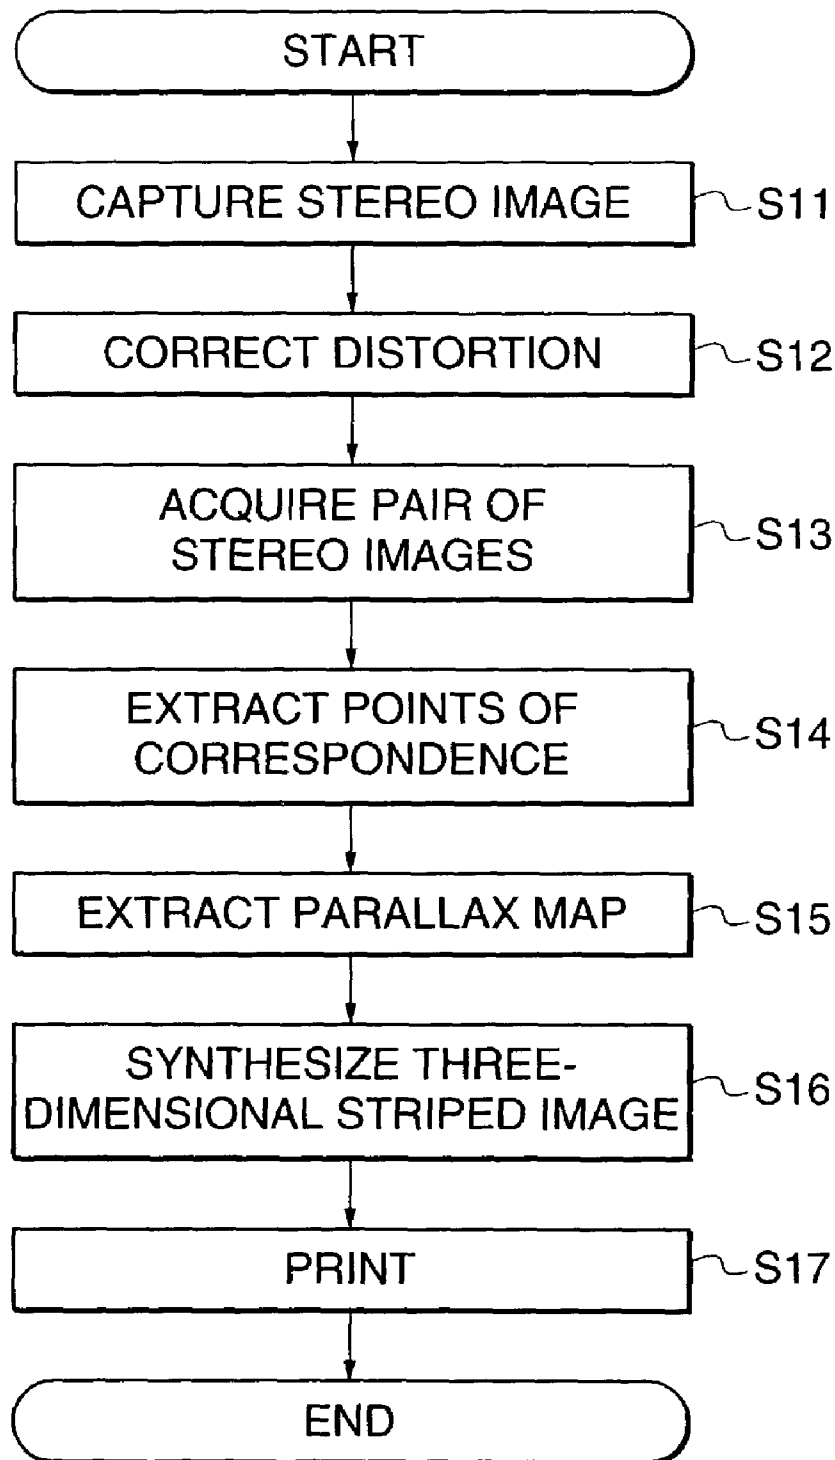 START
CAPTURE STEREO IMAGE S11
CORRECT DISTORTION S12
ACQUIRE PAIR OF
STEREO IMAGES S13
EXTRACT POINTS OF
CORRESPONDENCE S14
EXTRACT PARALLAX MAP S15
SYNTHESIZE THREE-
DIMENSIONAL STRIPED IMAGE S16
PRINT S17
END